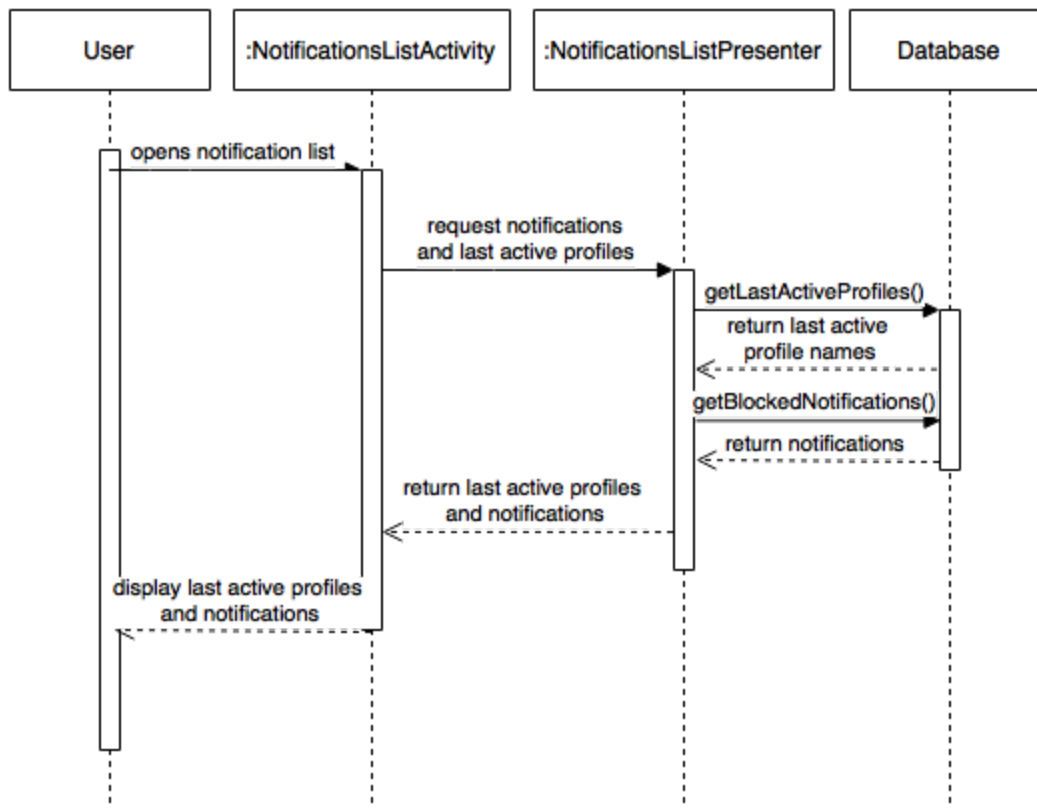 User
:NotificationsListActivity
:NotificationsListPresenter
Database
opens notification list
request notifications
and last active profiles
getLastActiveProfiles()
return last active
profile names
getBlockedNotifications()
return notifications
return last active profiles
and notifications
display last active profiles
and notifications